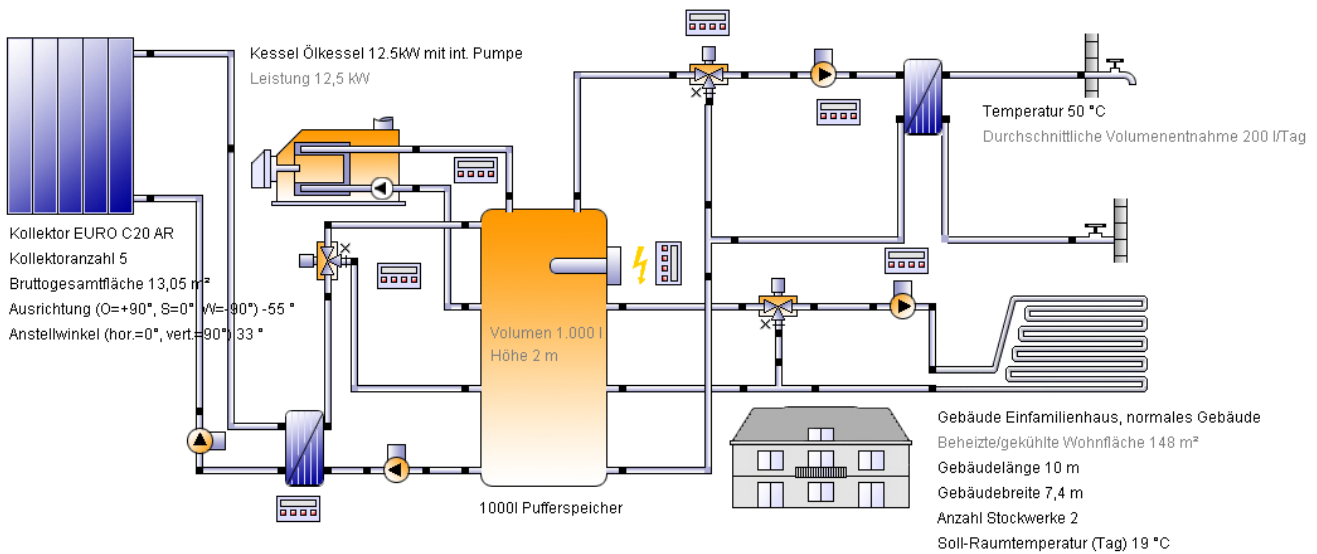 Kessel Ölkessel 12.5kW mit int. Pumpe
Leistung 12,5 kW
Temperatur 50 °C
Durchschnittliche Volumenentnahme 200 l/Tag
Kollektor EURO C20 AR
Kollektoranzahl 5
Bruttogesamtfläche 13,05 m²
Ausrichtung (O=+90°, S=0°, W=-90°) -55 °
Anstellwinkel (hor.=0°, vert.=90°) 33 °
Volumen 1.000 l
Höhe 2 m
1000l Pufferspeicher
Gebäude Einfamilienhaus, normales Gebäude
Beheizte/gekühlte Wohnfläche 148 m²
Gebäudelänge 10 m
Gebäudebreite 7,4 m
Anzahl Stockwerke 2
Soll-Raumtemperatur (Tag) 19 °C